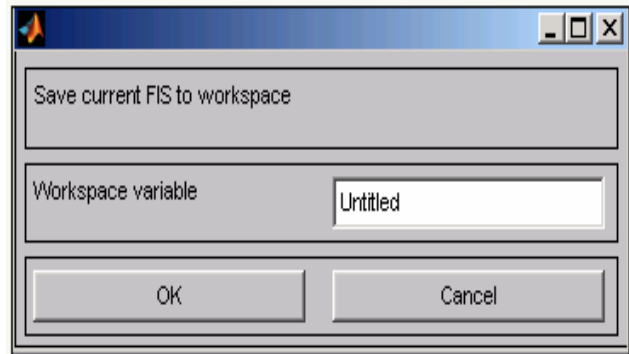 Save current FIS to workspace
Workspace variable
Untitled
OK
Cancel